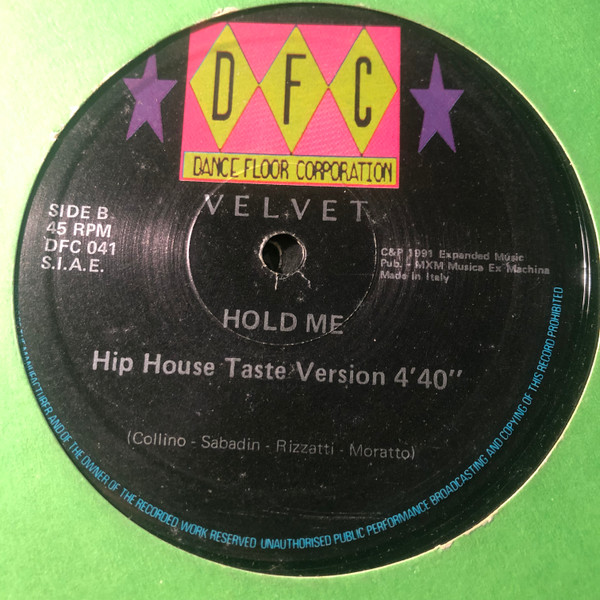 D F C
DANCE FLOOR CORPORATION
VELVET
SIDE B
45 RPM
DFC 041
S.I.A.E.
C&P 1991 Expanded Music
Pub. - MXM Musica Ex Machina
Made in Italy
HOLD ME
Hip House Taste Version 4'40"
(Collino - Sabadin - Rizzatti - Moratto)
MANUFACTURER AND OF THE OWNER OF THE RECORDED WORK RESERVED UNAUTHORISED PUBLIC PERFORMANCE BROADCASTING AND COPYING OF THIS RECORD PROHIBITED